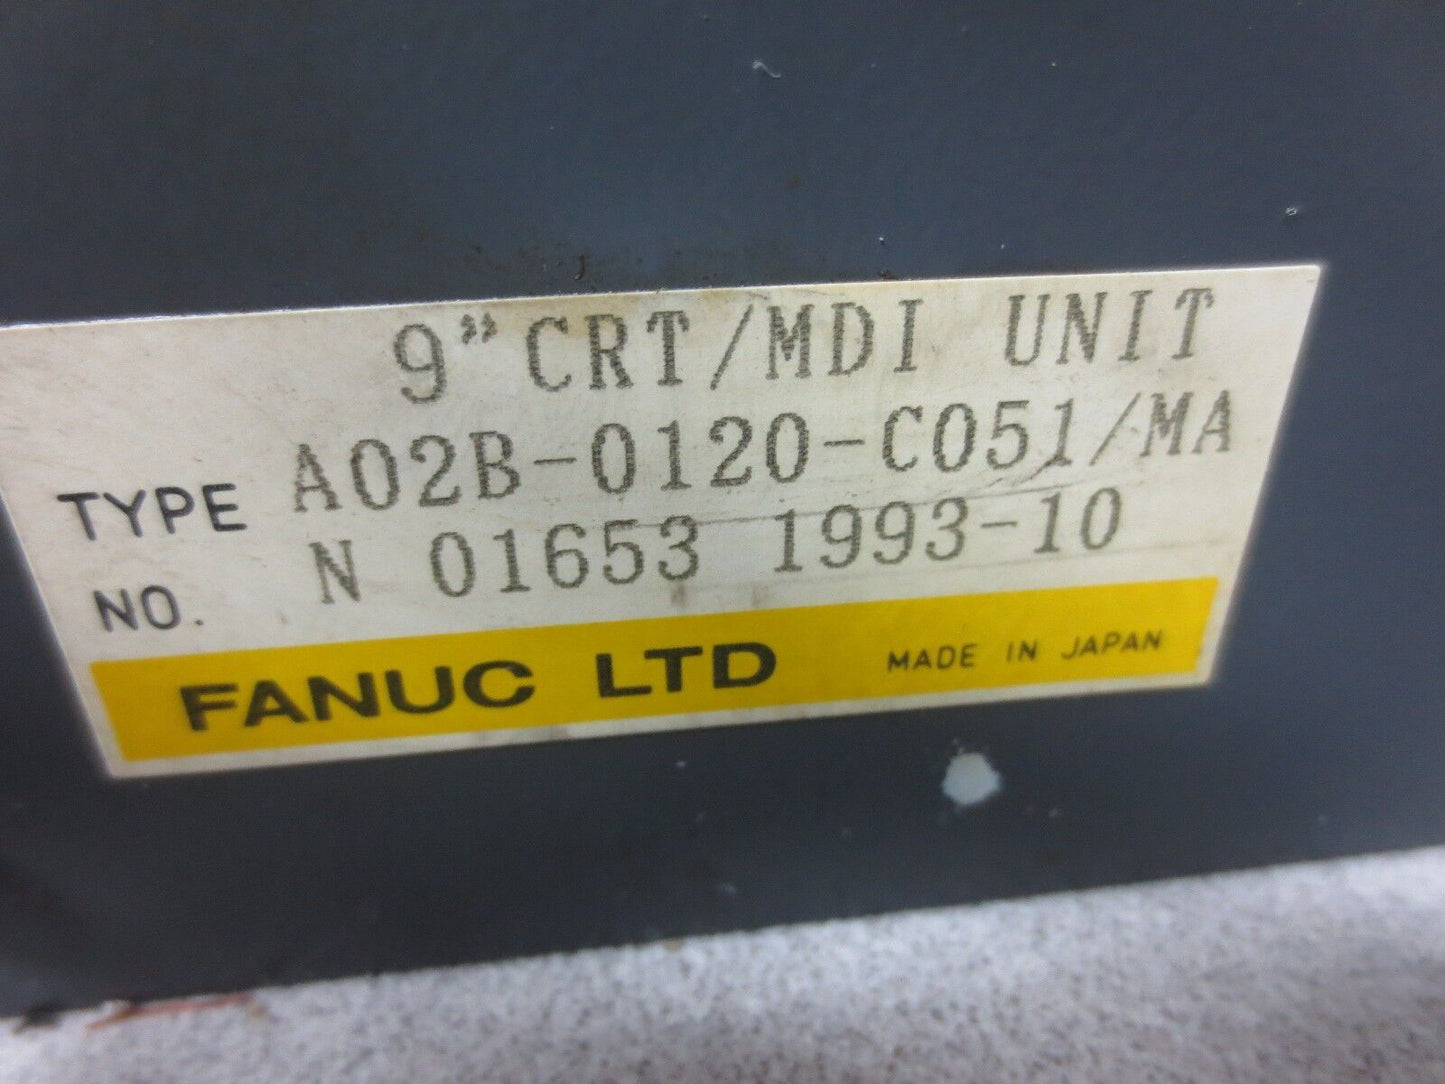 9" CRT/MDI UNIT
TYPE A02B-0120-C051/MA
NO. N 01653 1993-10
FANUC LTD MADE IN JAPAN